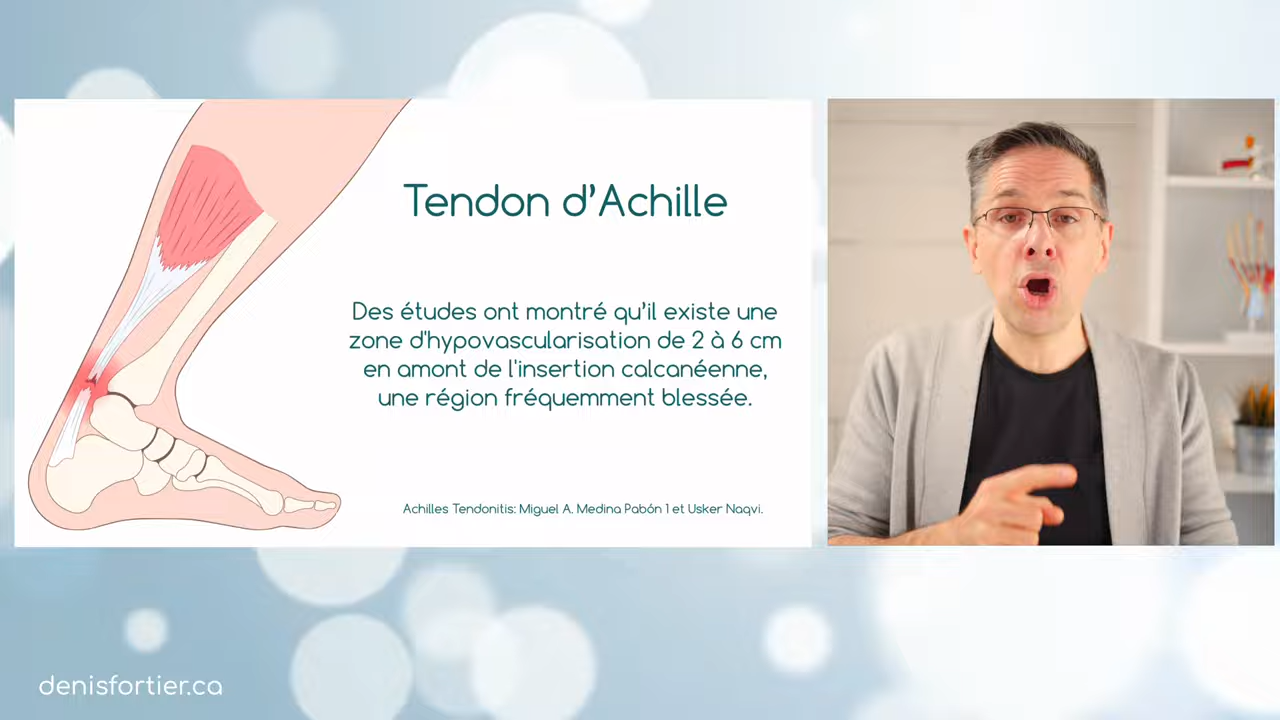 Tendon d’Achille
Des études ont montré qu’il existe une
zone d'hypovascularisation de 2 à 6 cm
en amont de l'insertion calcanéenne,
une région fréquemment blessée.
Achilles Tendonitis: Miguel A. Medina Pabón 1 et Usker Naqvi.
denisfortier.ca